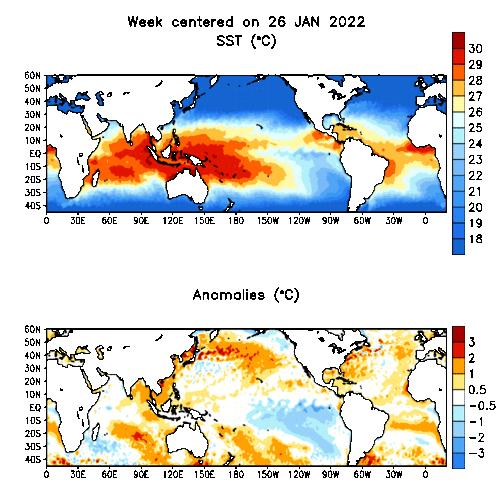 Week centered on 26 JAN 2022
SST (°C)
60N
50N
40N
30N
20N
10N
EQ
10S
20S
30S
40S
0 30E 60E 90E 120E 150E 180 150W 120W 90W 60W 30W 0
30
29
28
27
26
25
24
23
22
21
20
19
18
Anomalies (°C)
60N
50N
40N
30N
20N
10N
EQ
10S
20S
30S
40S
0 30E 60E 90E 120E 150E 180 150W 120W 90W 60W 30W 0
3
2
1
0.5
-0.5
-1
-2
-3